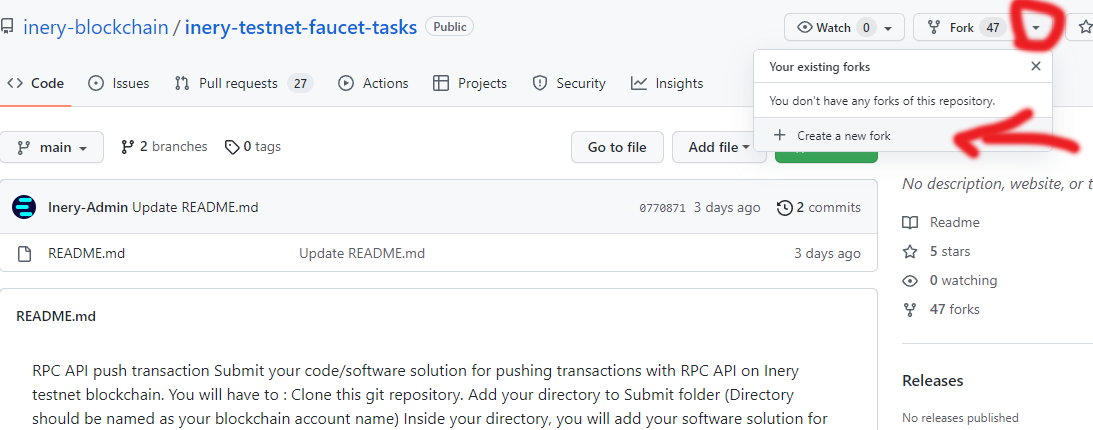 inery-blockchain / inery-testnet-faucet-tasks Public
Watch 0
Fork 47
Your existing forks
You don't have any forks of this repository.
Create a new fork
Code Issues Pull requests 27 Actions Projects Security Insights
main 2 branches 0 tags Go to file Add file
No description, website, or t
Inery-Admin Update README.md 0770871 3 days ago 2 commits
Readme
README.md Update README.md 3 days ago
5 stars
0 watching
47 forks
README.md
RPC API push transaction Submit your code/software solution for pushing transactions with RPC API on Inery
testnet blockchain. You will have to : Clone this git repository. Add your directory to Submit folder (Directory
should be named as your blockchain account name) Inside your directory, you will add your software solution for
Releases
No releases published